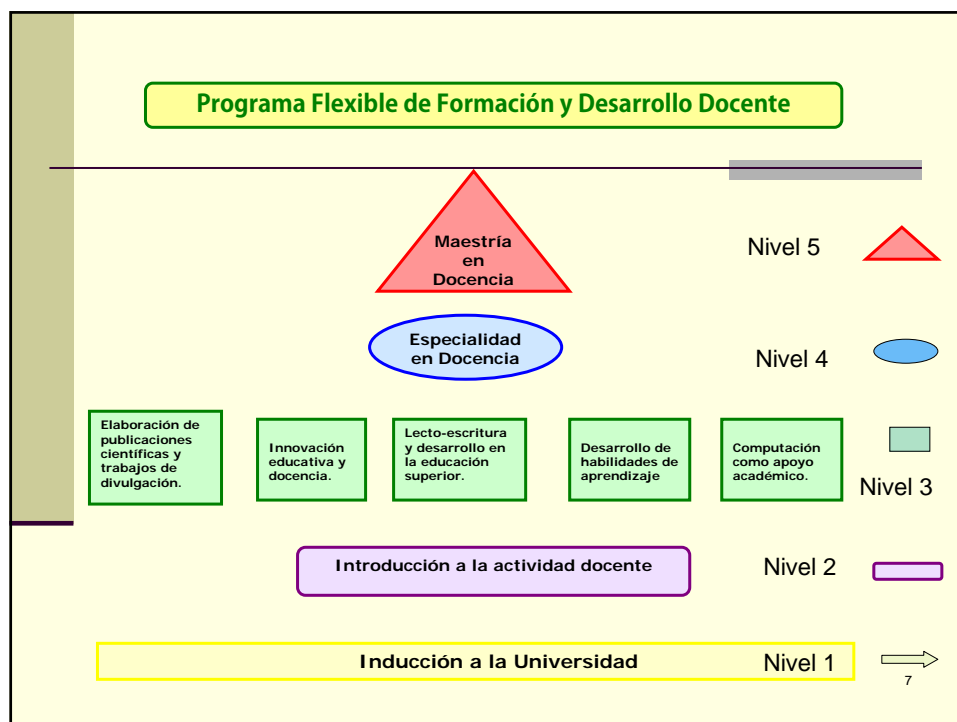 Programa Flexible de Formación y Desarrollo Docente
Maestría
en
Docencia
Nivel 5
Especialidad
en Docencia
Nivel 4
Elaboración de
publicaciones
científicas y
trabajos de
divulgación.
Innovación
educativa y
docencia.
Lecto-escritura
y desarrollo en
la educación
superior.
Desarrollo de
habilidades de
aprendizaje
Computación
como apoyo
académico.
Nivel 3
Introducción a la actividad docente
Nivel 2
Inducción a la Universidad
Nivel 1
7